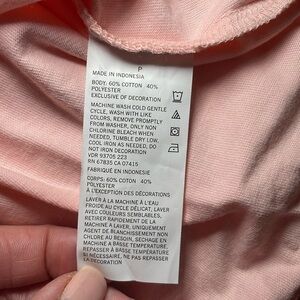 P
MADE IN INDONESIA
BODY: 60% COTTON 40%
POLYESTER
EXCLUSIVE OF DECORATION
MACHINE WASH COLD GENTLE
CYCLE, WASH WITH LIKE
COLORS, REMOVE PROMPTLY
FROM WASHER, ONLY NON
CHLORINE BLEACH WHEN
NEEDED, TUMBLE DRY LOW,
COOL IRON AS NEEDED, DO
NOT IRON DECORATION
VDR 93705 223
RN 67835 CA 07415
FABRIQUÉ EN INDONESIE
CORPS: 60% COTON 40%
POLYESTER
À L'EXCEPTION DES DÉCORATIONS
LAVER À LA MACHINE À L'EAU
FROIDE AU CYCLE DÉLICAT, LAVER
AVEC COULEURS SEMBLABLES,
RETIRER RAPIDEMENT DE LA
MACHINE À LAVER, UNIQUEMENT
AGENT DE BLANCHISSEMENT NON
CHLORE AU BESOIN, SÉCHAGE EN
MACHINE A BASSE TEMPÉRATURE,
REPASSER À BASSE TEMPÉRATURE
SI NÉCESSAIRE, NE PAS REPASSER
LA DECORATION